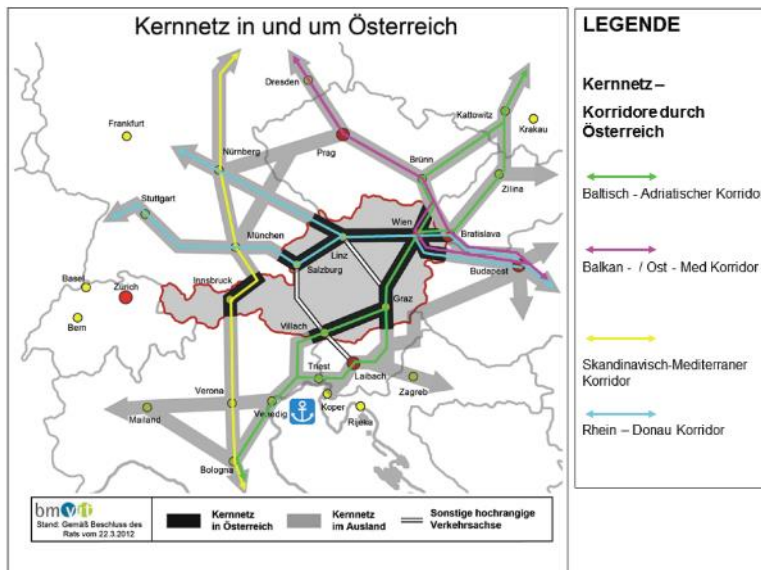 Kernnetz in und um Österreich
Dresden
Kattowitz
Krakau
Frankfurt
Prag
Nürnberg
Brünn
Zilina
Stuttgart
Wien
Bratislava
München
Linz
Salzburg
Budapest
Basel
Zürich
Innsbruck
Bern
Graz
Villach
Triest
Laibach
Verona
Zagreb
Mailand
Venedig
Koper
Rijeka
Bologna
bmvit
Stand: Gemäß Beschluss des
Rats vom 22.3.2012
Kernnetz
in Österreich
Kernnetz
im Ausland
Sonstige hochrangige
Verkehrsachse
LEGENDE
Kernnetz –
Korridore durch
Österreich
Baltisch - Adriatischer Korridor
Balkan - / Ost - Med Korridor
Skandinavisch-Mediterraner
Korridor
Rhein – Donau Korridor